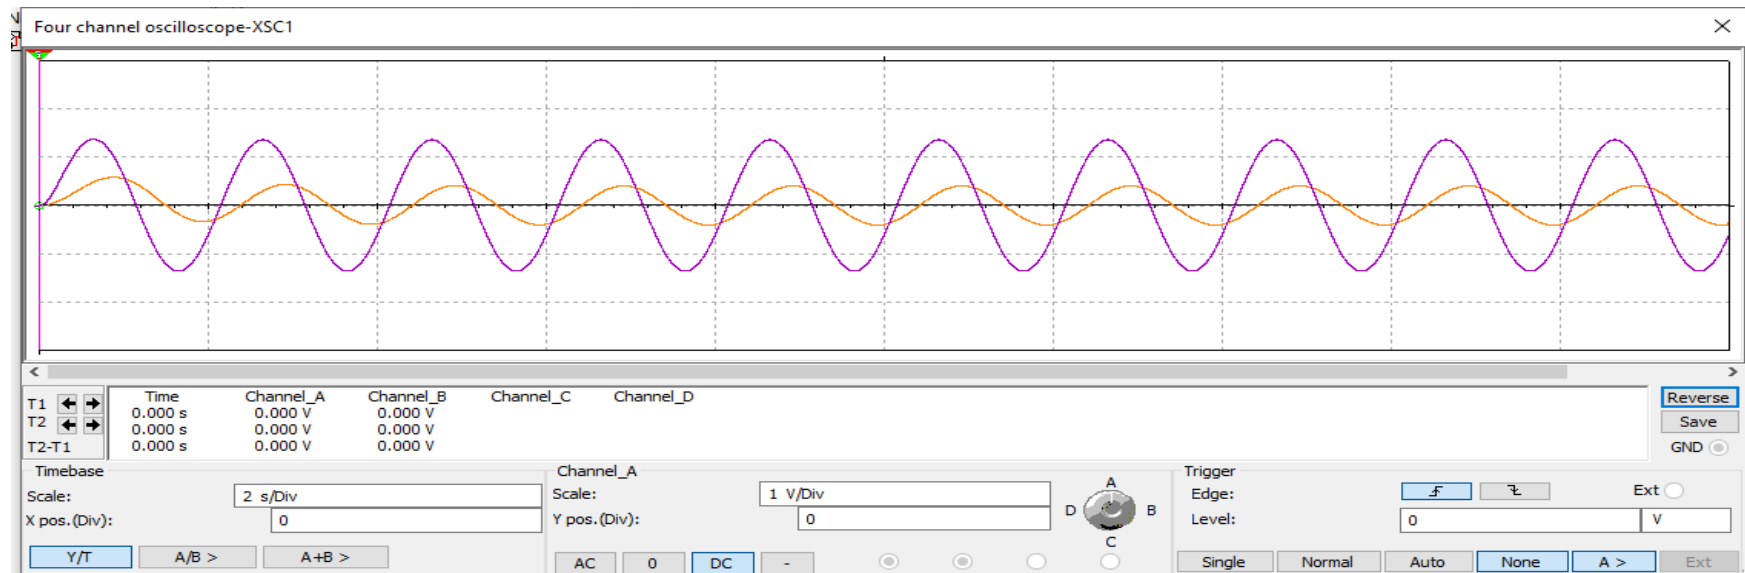 Four channel oscilloscope-XSC1
Time Channel_A Channel_B Channel_C Channel_D
T1 0.000 s 0.000 V 0.000 V
T2 0.000 s 0.000 V 0.000 V
T2-T1 0.000 s 0.000 V 0.000 V
Reverse
Save
GND
Timebase
Scale: 2 s/Div
X pos.(Div): 0
Y/T A/B > A+B >
Channel_A
Scale: 1 V/Div
Y pos.(Div): 0
AC 0 DC -
A
D B
C
Trigger
Edge: Ext
Level: 0 V
Single Normal Auto None A > Ext